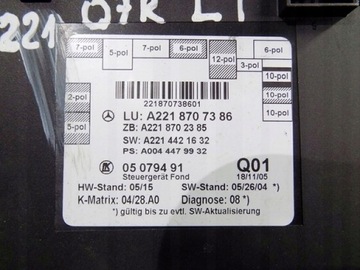 221 07R LI
7-pol
5-pol
7-pol
6-pol
12-pol
6-pol
3-pol
10-pol
10-pol
10-pol
2-pol
5-pol
221870738601
LU: A221 870 73 86
ZB: A221 870 23 85
SW: A221 442 16 32
PS: A004 447 99 32
05 0794 91
Q01
Steuergerät Fond
18/11/05
HW-Stand: 05/15
SW-Stand: 05/26/04 *)
K-Matrix: 04/28.A0
Diagnose: 08 *)
*) gültig bis zu evtl. SW-Aktualisierung